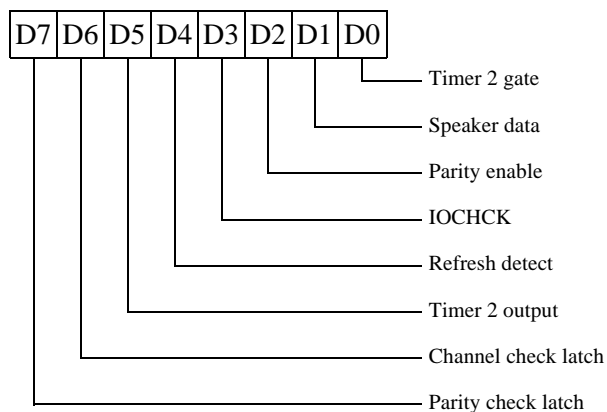 D7 D6 D5 D4 D3 D2 D1 D0
Timer 2 gate
Speaker data
Parity enable
IOCHCK
Refresh detect
Timer 2 output
Channel check latch
Parity check latch